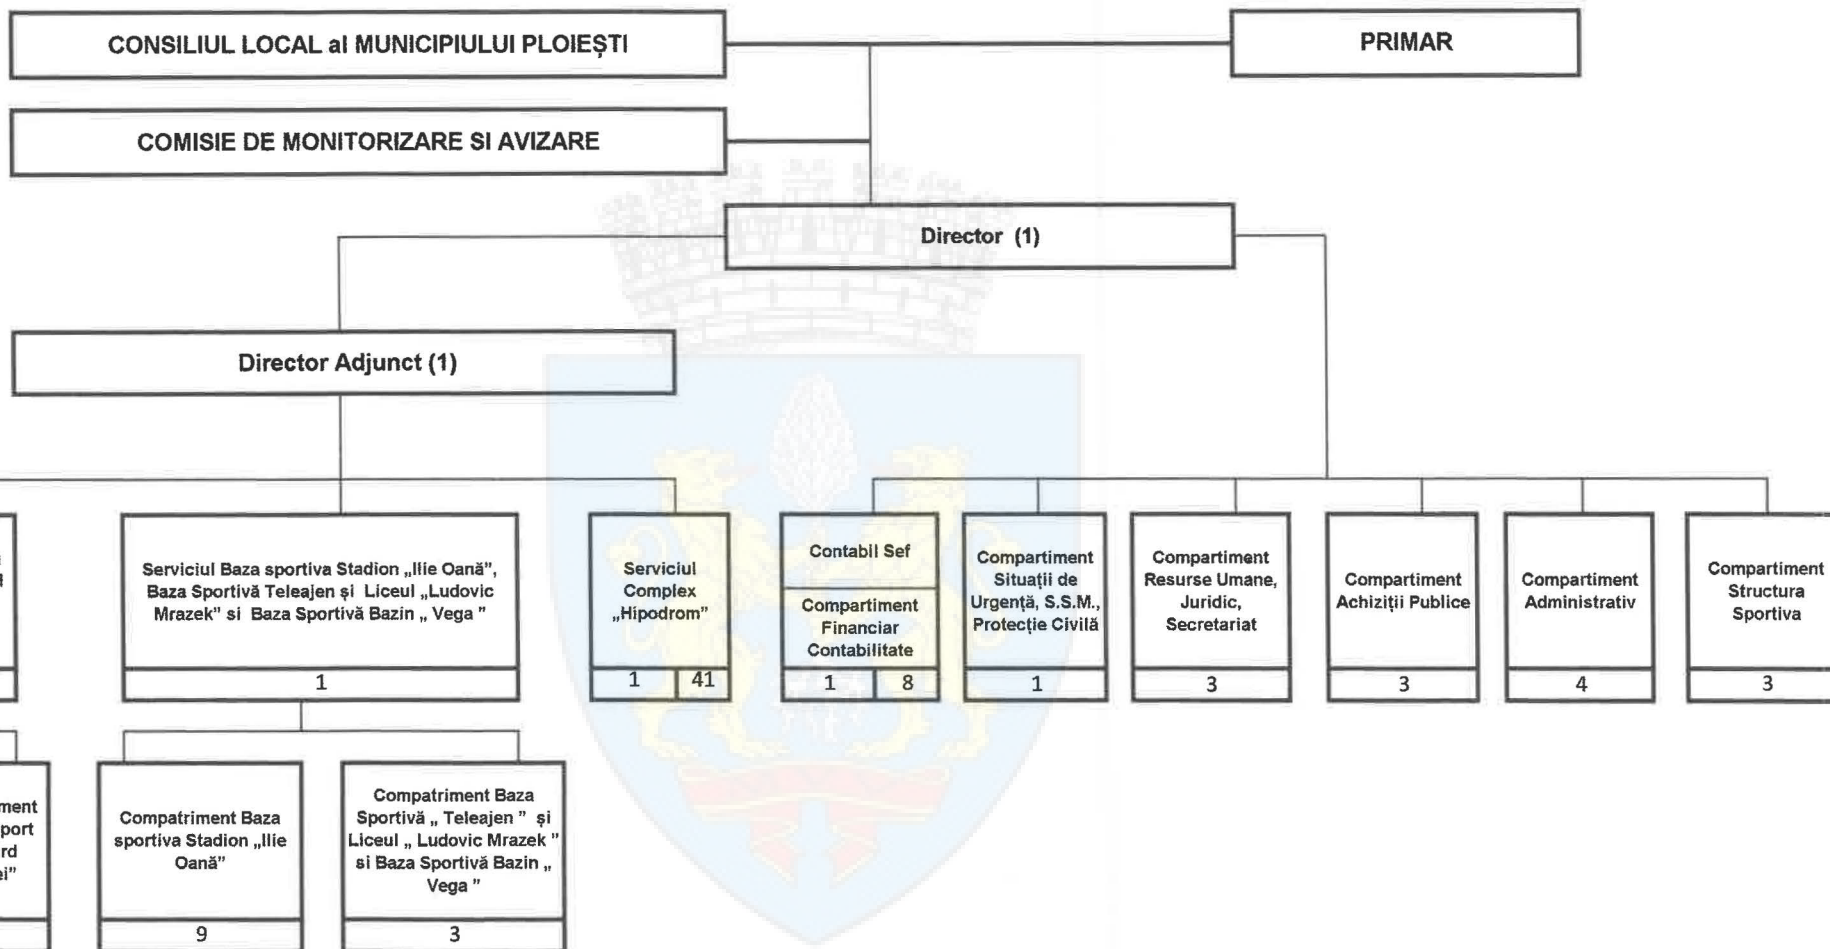 CONSILIUL LOCAL al MUNICIPIULUI PLOIEȘTI
PRIMAR
COMISIE DE MONITORIZARE SI AVIZARE
Director (1)
Director Adjunct (1)
Serviciul Baza sportiva Stadion „Ilie Oană”,
Baza Sportivă Teleajen și Liceul „Ludovic
Mrazek” si Baza Sportivă Bazin „ Vega ”
1
Serviciul
Complex
„Hipodrom”
1 41
Contabil Sef
Compartiment
Financiar
Contabilitate
1 8
Compartiment
Situații de
Urgență, S.S.M.,
Protecție Civilă
1
Compartiment
Resurse Umane,
Juridic,
Secretariat
3
Compartiment
Achiziții Publice
3
Compartiment
Administrativ
4
Compartiment
Structura
Sportiva
3
Compatriment Baza
sportiva Stadion „Ilie
Oană”
9
Compatriment Baza
Sportivă „ Teleajen ” și
Liceul „ Ludovic Mrazek ”
si Baza Sportivă Bazin „
Vega ”
3